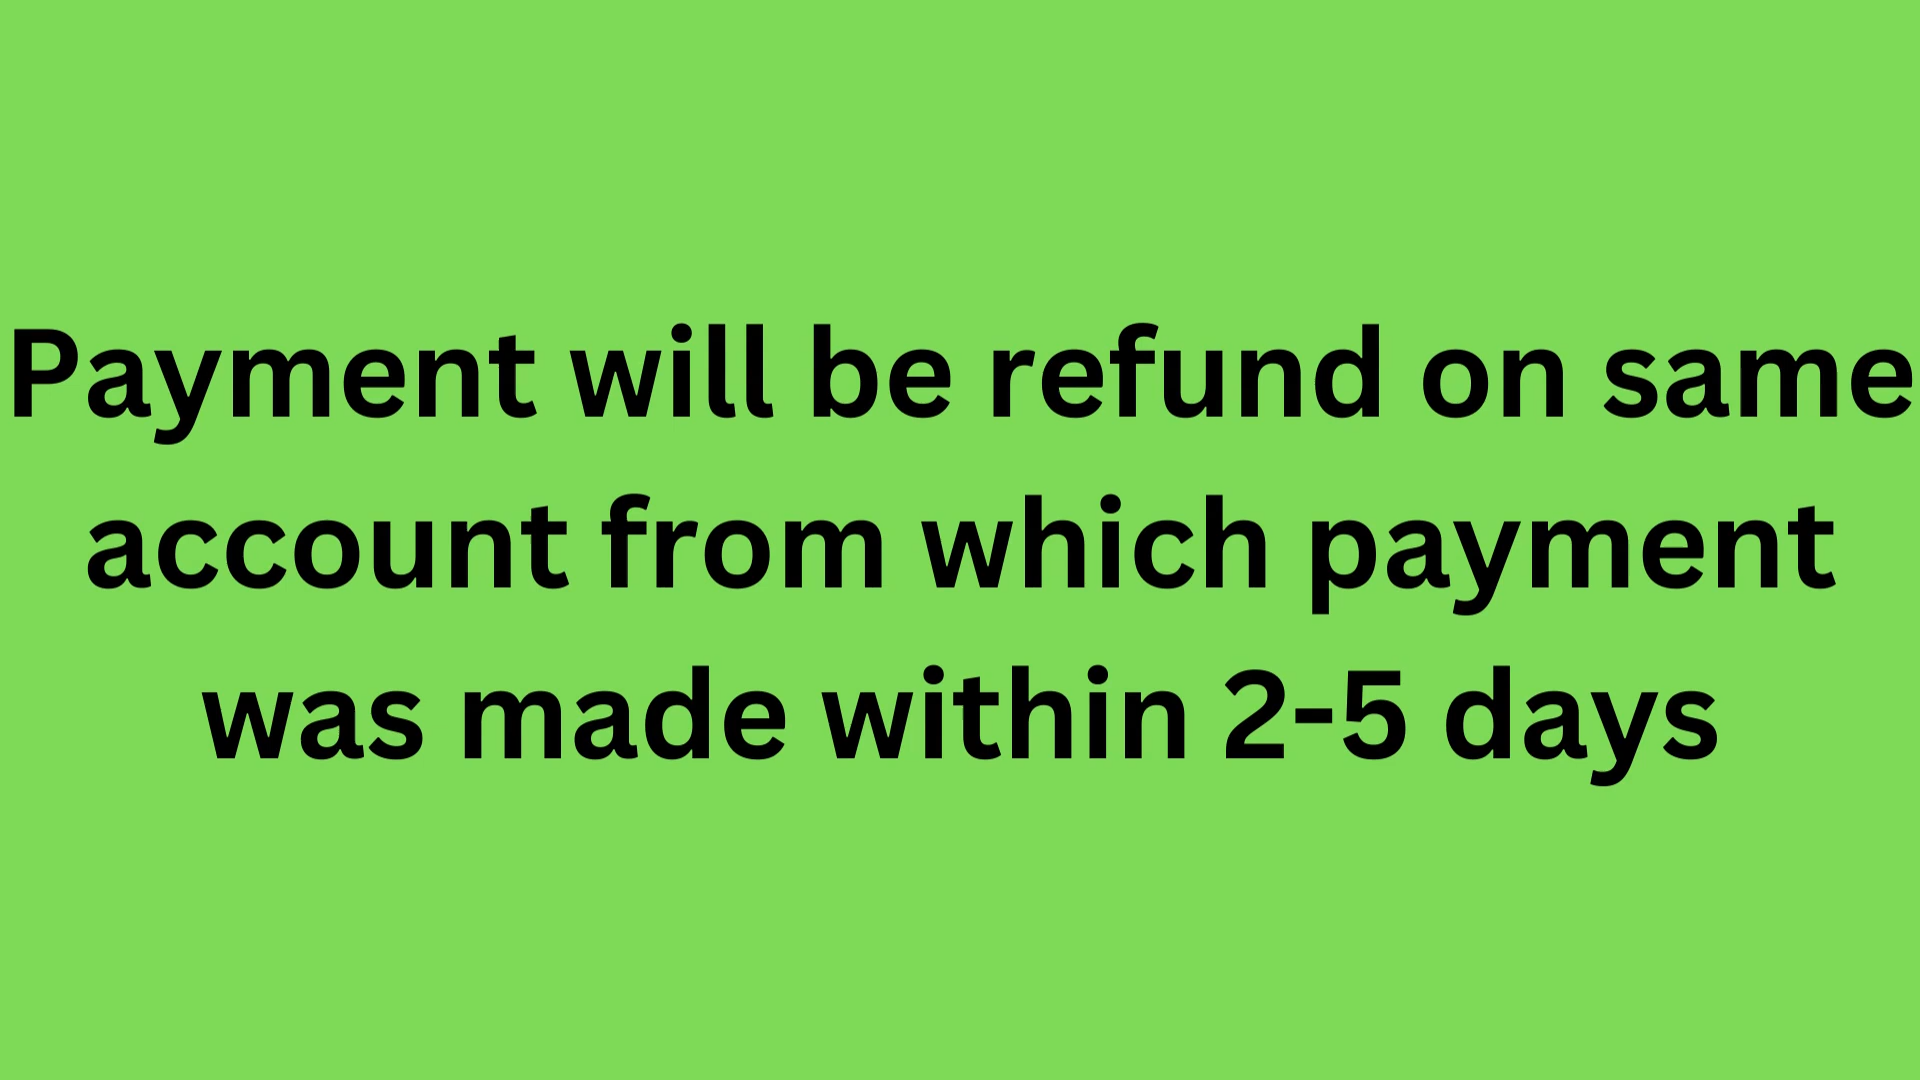 Payment will be refund on same
account from which payment
was made within 2-5 days